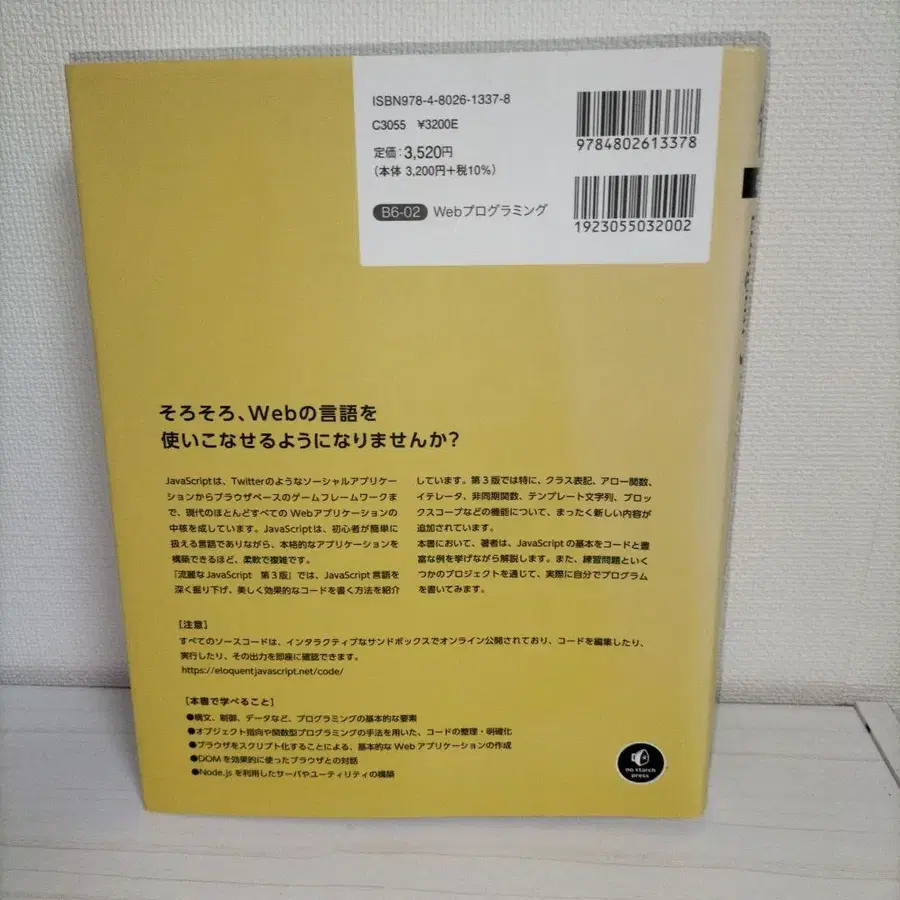 ISBN978-4-8026-1337-8
C3055 ¥3200E
定価:3,520円
(本体 3,200円+税10%)
B6-02 Webプログラミング
9784802613378
1923055032002
そろそろ、Webの言語を
使いこなせるようになりませんか?
JavaScriptは、Twitterのようなソーシャルアプリケー
ションからブラウザベースのゲームフレームワークま
で、現代のほとんどすべてのWebアプリケーションの
中核を成しています。JavaScriptは、初心者が簡単に
扱える言語でありながら、本格的なアプリケーションを
構築できるほど、柔軟で複雑です。
『流麗なJavaScript 第3版』では、JavaScript言語を
深く掘り下げ、美しく効果的なコードを書く方法を紹介
しています。第3版では特に、クラス表記、アロー関数、
イテレータ、非同期関数、テンプレート文字列、ブロッ
クスコープなどの機能について、まったく新しい内容が
追加されています。
本書において、著者は、JavaScriptの基本をコードと豊
富な例を挙げながら解説します。また、練習問題といく
つかのプロジェクトを通じて、実際に自分でプログラム
を書いてみます。
[注意]
すべてのソースコードは、インタラクティブなサンドボックスでオンライン公開されており、コードを編集したり、
実行したり、その出力を即座に確認できます。
https://eloquentjavascript.net/code/
[本書で学べること]
●構文、制御、データなど、プログラミングの基本的な要素
●オブジェクト指向や関数型プログラミングの手法を用いた、コードの整理・明確化
●ブラウザをスクリプト化することによる、基本的なWebアプリケーションの作成
●DOMを効果的に使ったブラウザとの対話
●Node.jsを利用したサーバやユーティリティの構築
no starch
press